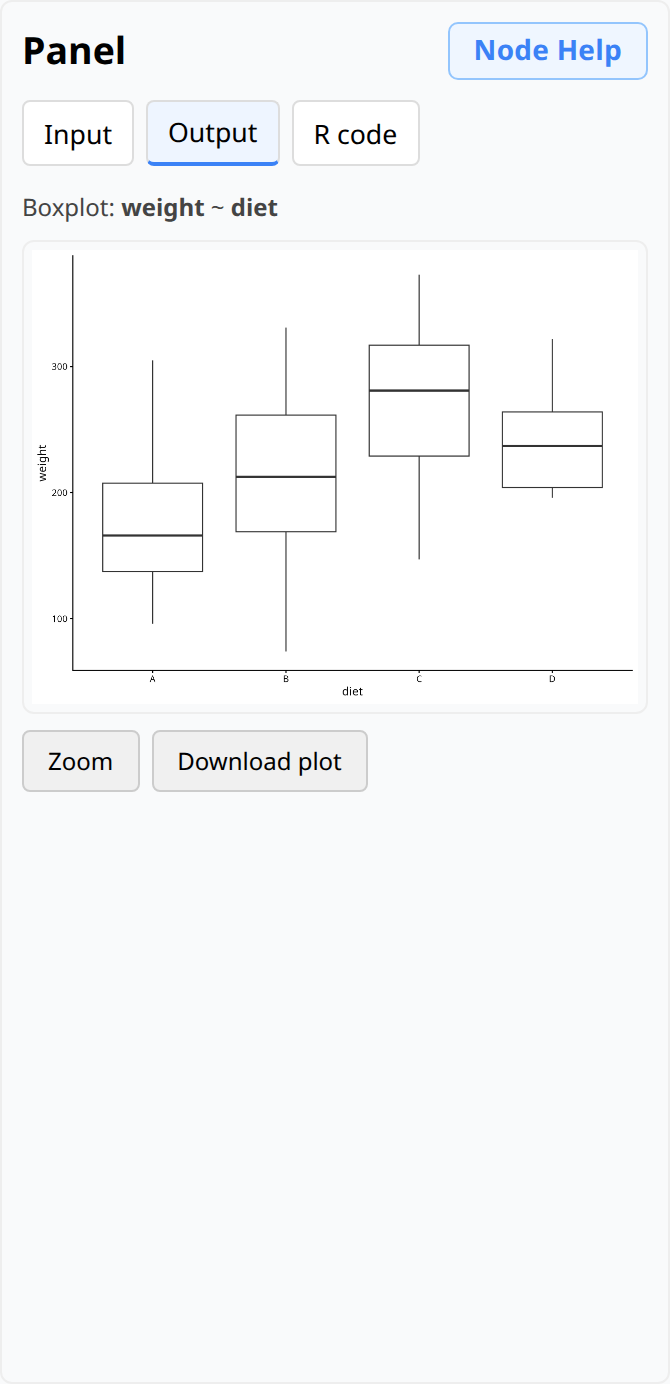 Panel
Node Help
Input
Output
R code
Boxplot: weight ~ diet
300
200
100
weight
A
B
C
D
diet
Zoom
Download plot